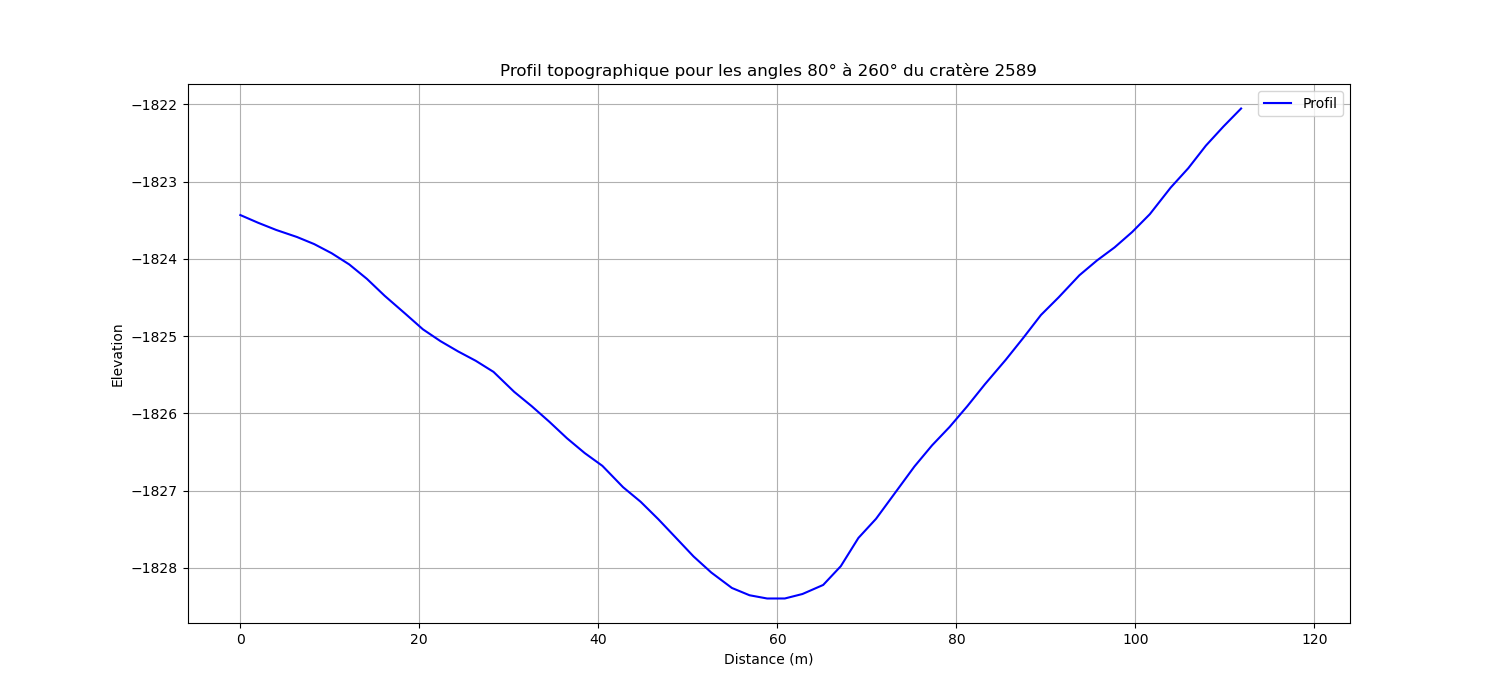 Profil topographique pour les angles 80° à 260° du cratère 2589
Profil
−1822
−1823
−1824
−1825
−1826
−1827
−1828
Elevation
0 20 40 60 80 100 120
Distance (m)